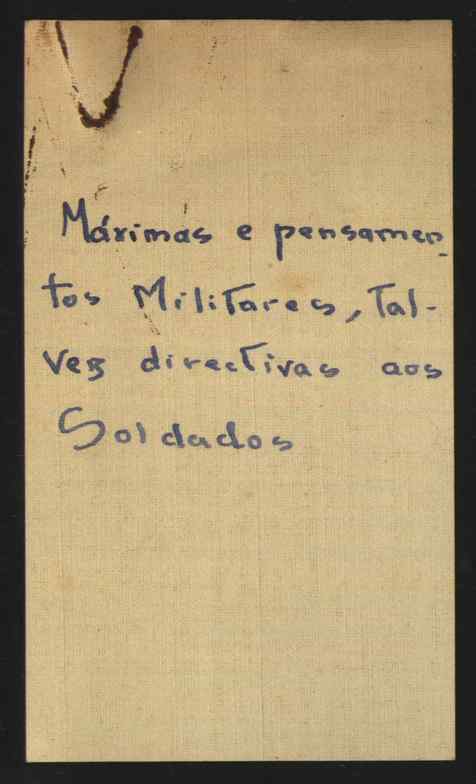 Máximas e pensamen-
tos Militares, Tal-
vez directivas aos
Soldados